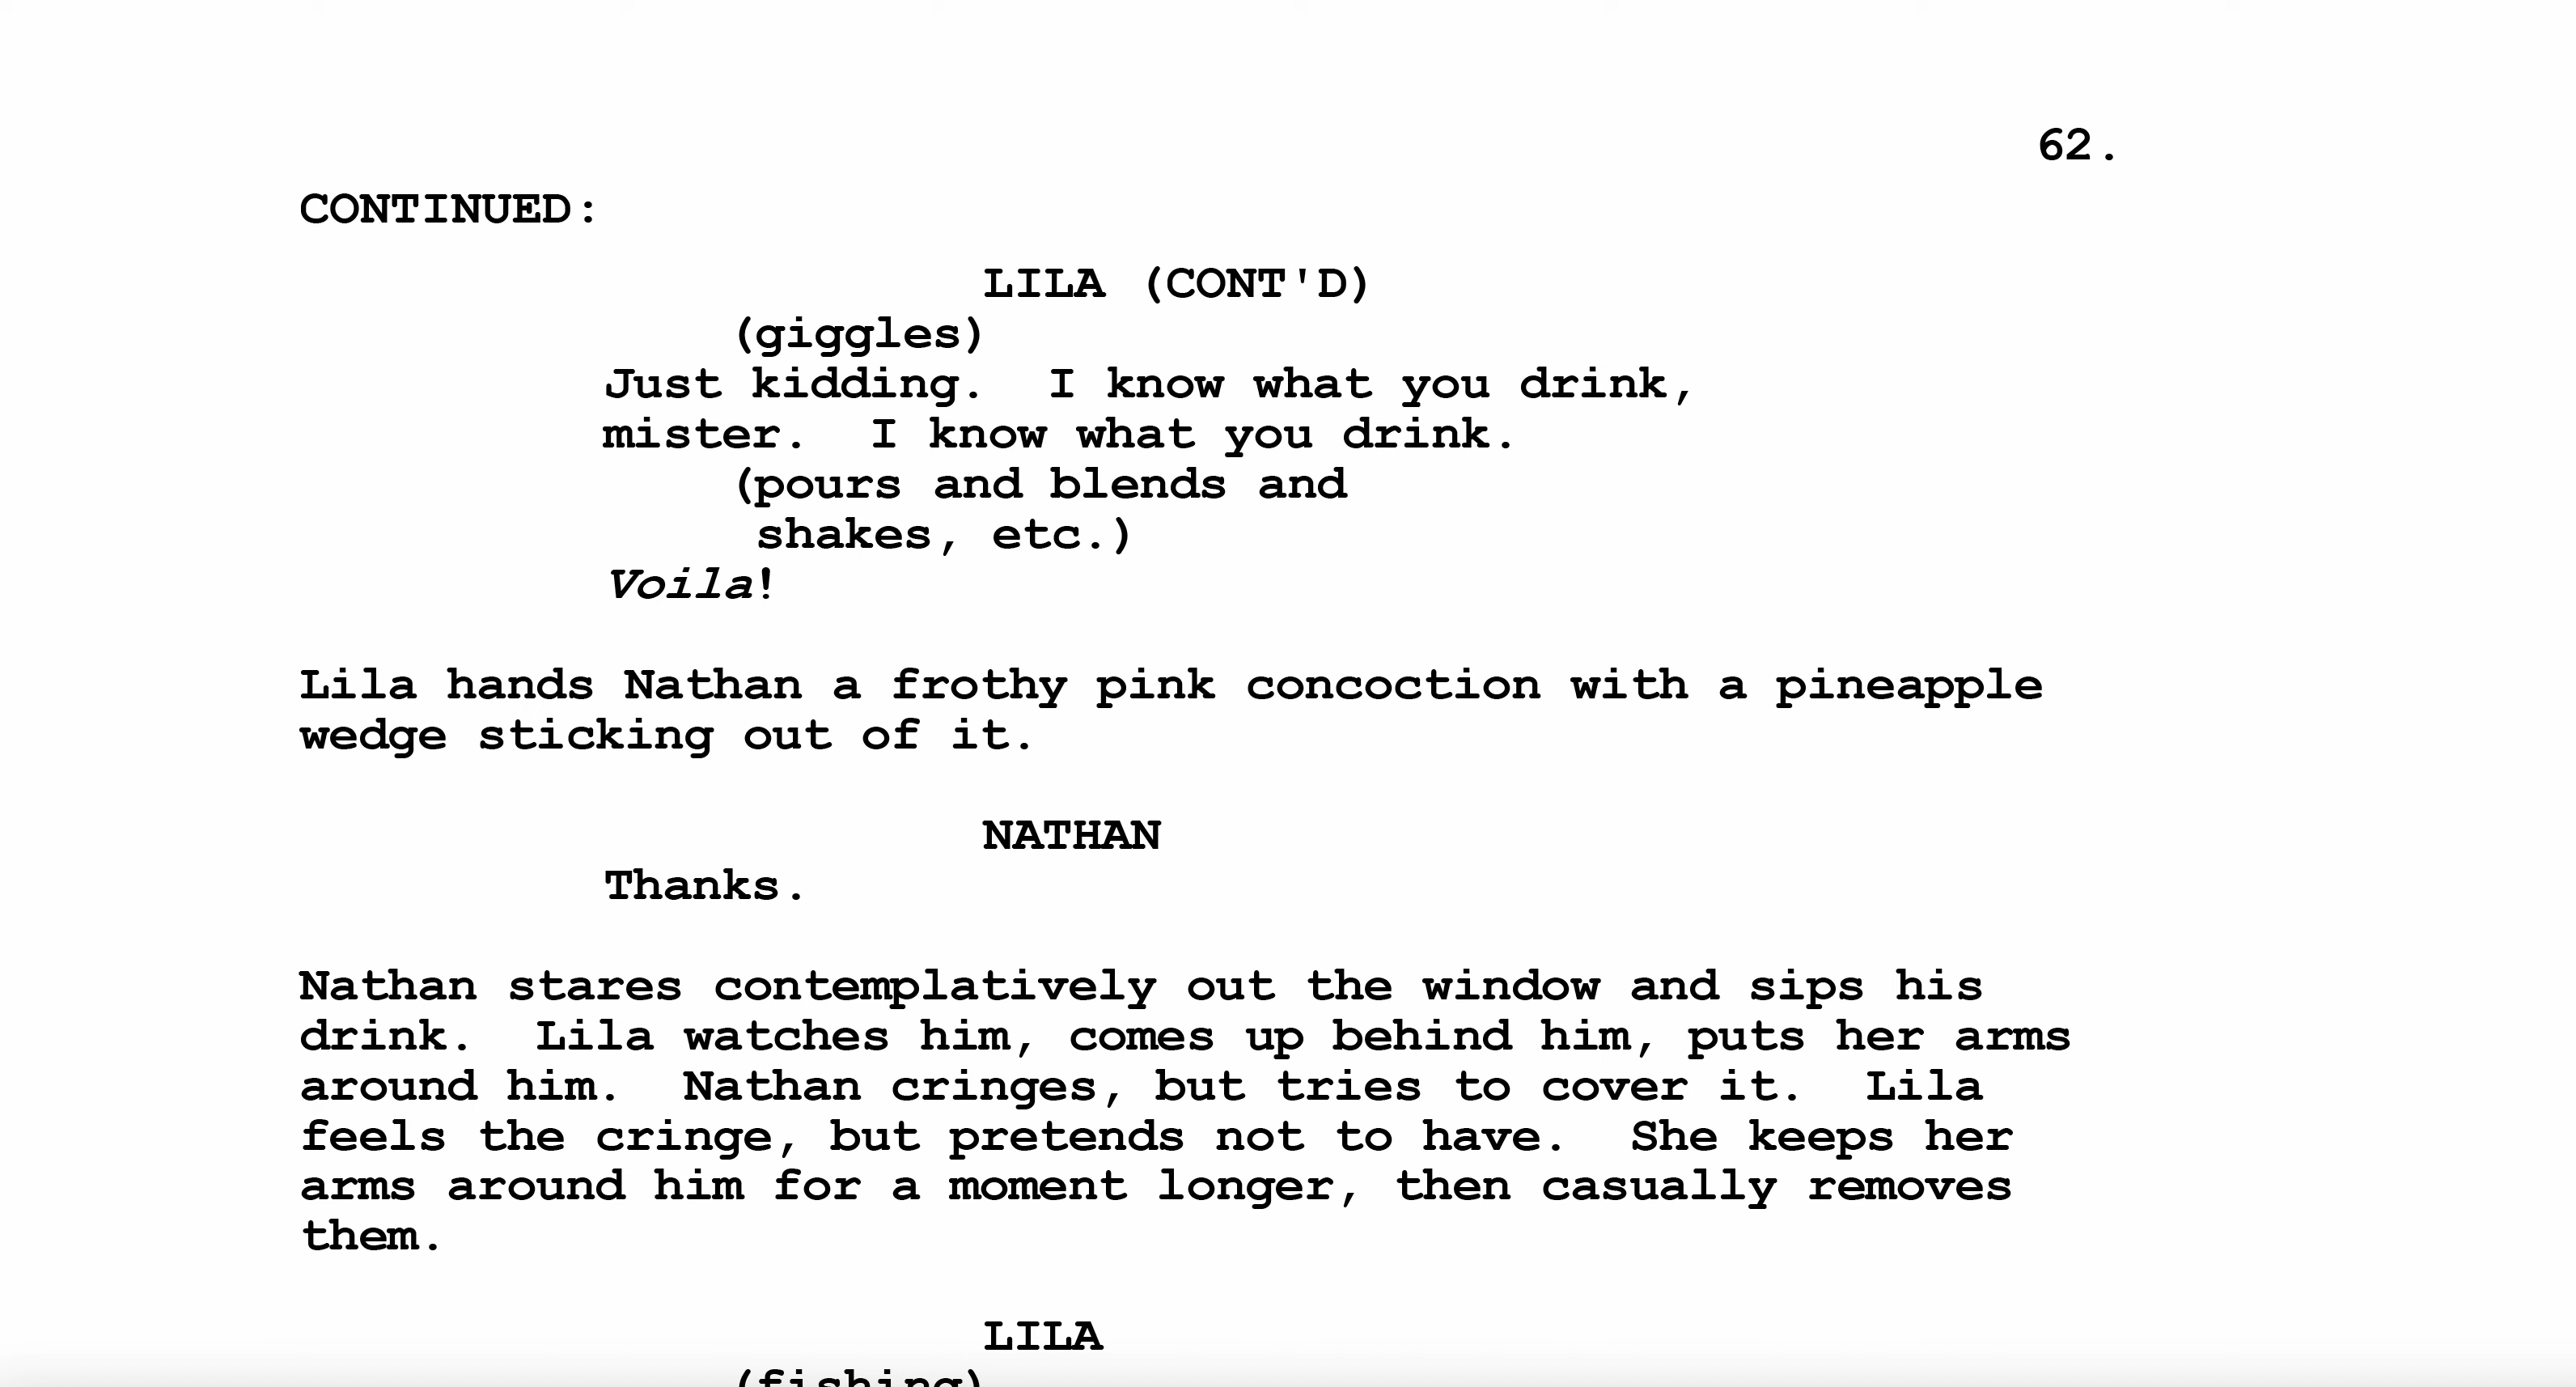 62.
CONTINUED:
LILA (CONT'D)
(giggles)
Just kidding.  I know what you drink,
mister.  I know what you drink.
(pours and blends and
shakes, etc.)
Voila!
Lila hands Nathan a frothy pink concoction with a pineapple
wedge sticking out of it.
NATHAN
Thanks.
Nathan stares contemplatively out the window and sips his
drink.  Lila watches him, comes up behind him, puts her arms
around him.  Nathan cringes, but tries to cover it.  Lila
feels the cringe, but pretends not to have.  She keeps her
arms around him for a moment longer, then casually removes
them.
LILA
(fishing)